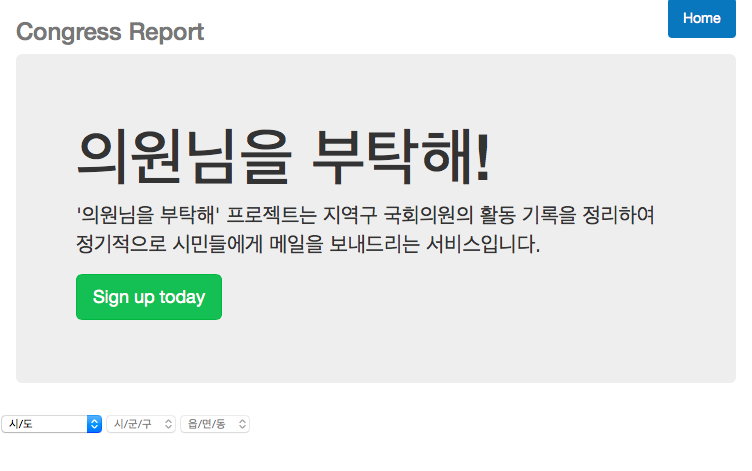 Congress Report
Home
의원님을 부탁해!
'의원님을 부탁해' 프로젝트는 지역구 국회의원의 활동 기록을 정리하여
정기적으로 시민들에게 메일을 보내드리는 서비스입니다.
Sign up today
시/도 시/군/구 읍/면/동